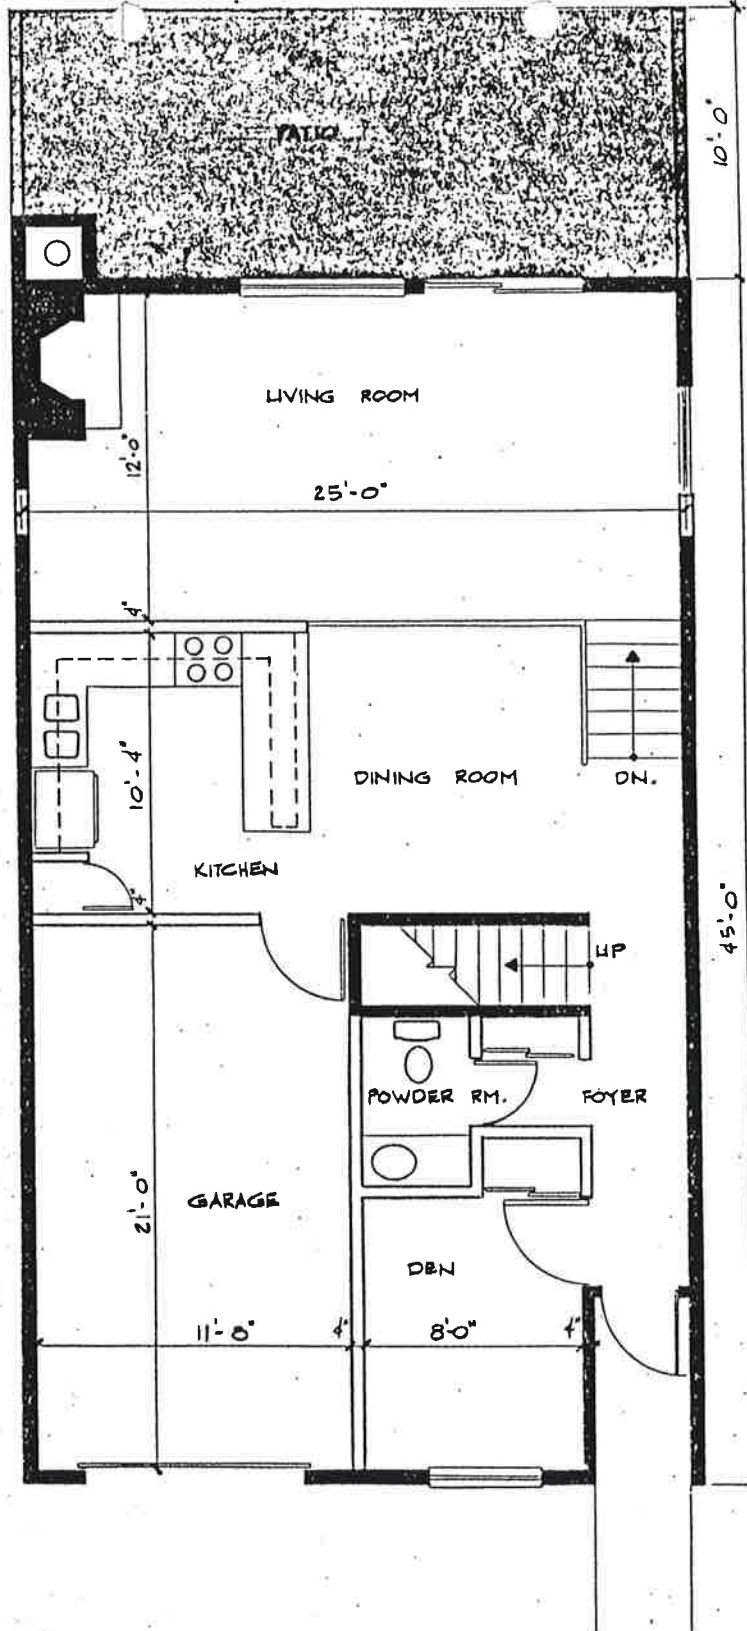 PATIO
10'-0"
LIVING ROOM
12'-0"
25'-0"
4"
10'-4"
DINING ROOM
DN.
KITCHEN
4"
45'-0"
UP
POWDER RM.
FOYER
21'-0"
GARAGE
DEN
11'-8"
4"
8'-0"
4"